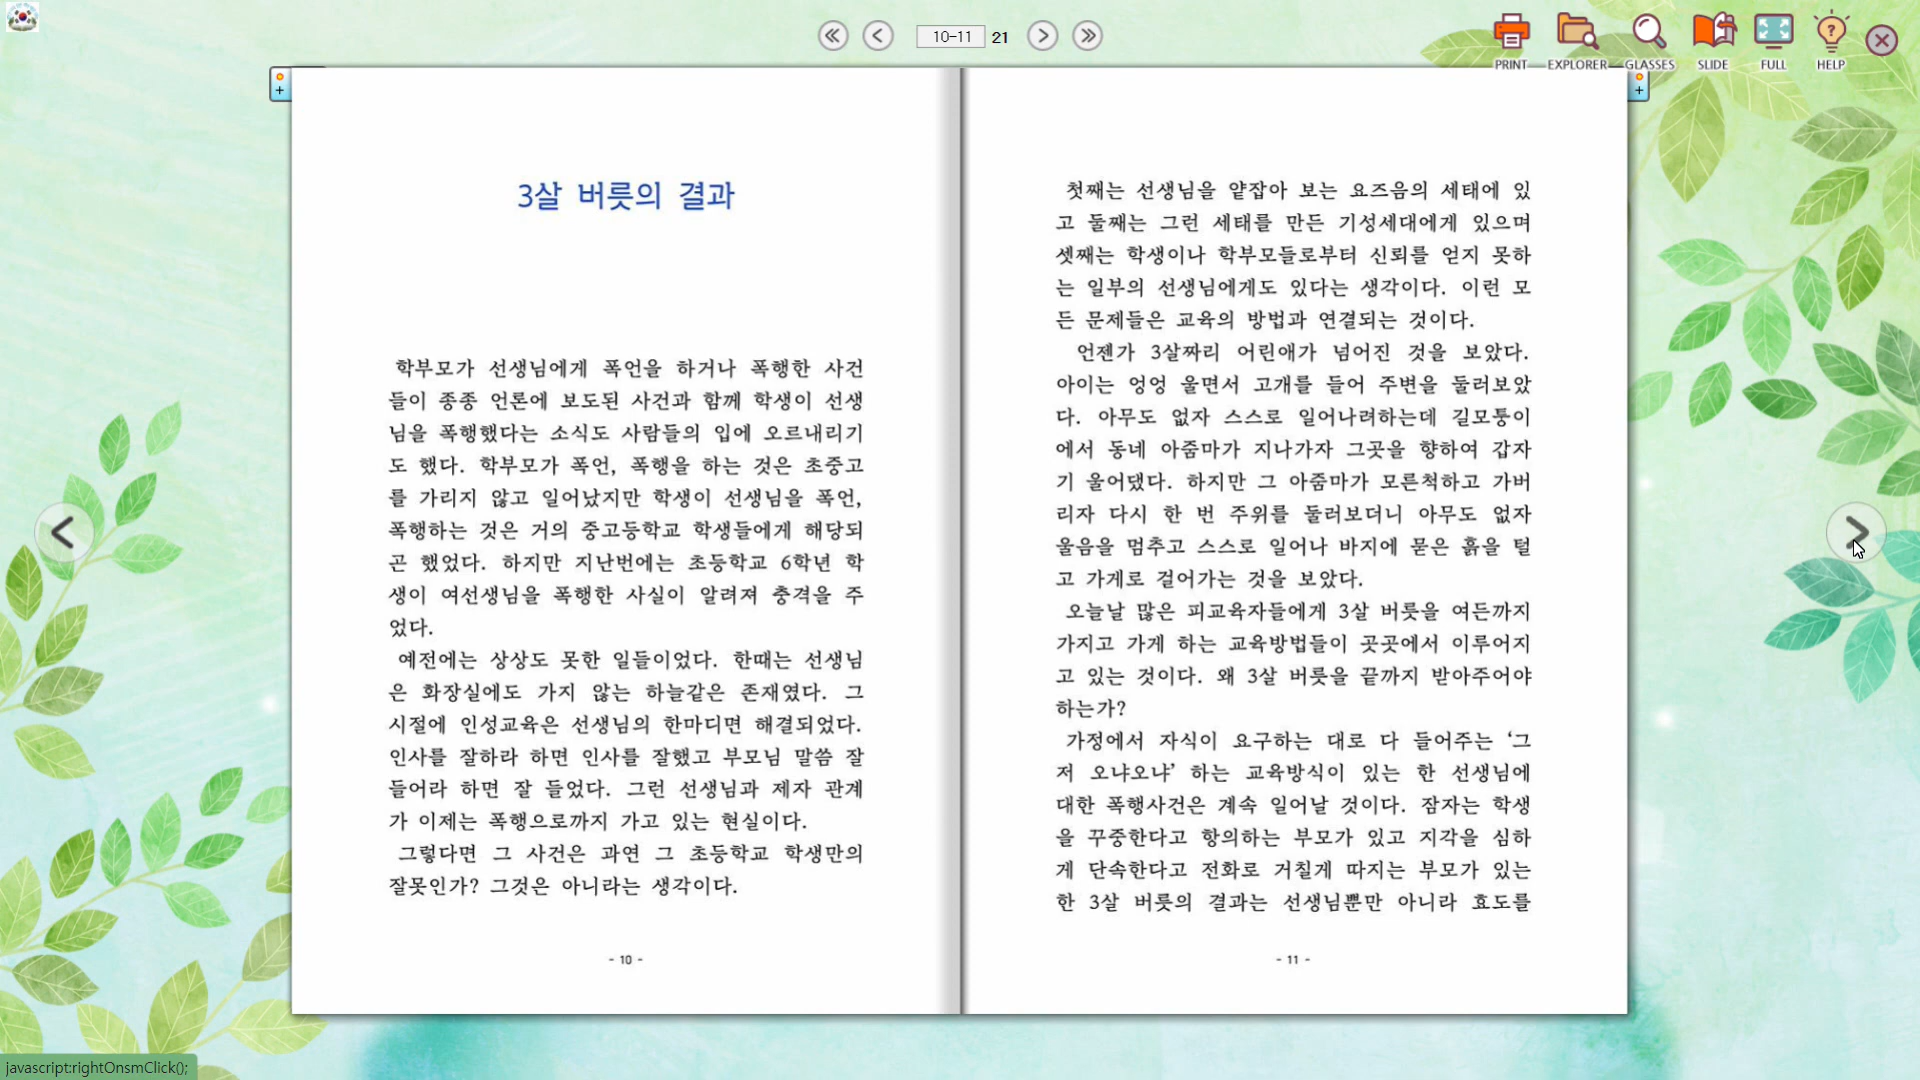 10-11 21
PRINT EXPLORER GLASSES SLIDE FULL HELP
3살 버릇의 결과
학부모가 선생님에게 폭언을 하거나 폭행한 사건
들이 종종 언론에 보도된 사건과 함께 학생이 선생
님을 폭행했다는 소식도 사람들의 입에 오르내리기
도 했다. 학부모가 폭언, 폭행을 하는 것은 초중고
를 가리지 않고 일어났지만 학생이 선생님을 폭언,
폭행하는 것은 거의 중고등학교 학생들에게 해당되
곤 했었다. 하지만 지난번에는 초등학교 6학년 학
생이 여선생님을 폭행한 사실이 알려져 충격을 주
었다.
예전에는 상상도 못한 일들이었다. 한때는 선생님
은 화장실에도 가지 않는 하늘같은 존재였다. 그
시절에 인성교육은 선생님의 한마디면 해결되었다.
인사를 잘하라 하면 인사를 잘했고 부모님 말씀 잘
들어라 하면 잘 들었다. 그런 선생님과 제자 관계
가 이제는 폭행으로까지 가고 있는 현실이다.
그렇다면 그 사건은 과연 그 초등학교 학생만의
잘못인가? 그것은 아니라는 생각이다.
- 10 -
첫째는 선생님을 얕잡아 보는 요즈음의 세태에 있
고 둘째는 그런 세태를 만든 기성세대에게 있으며
셋째는 학생이나 학부모들로부터 신뢰를 얻지 못하
는 일부의 선생님에게도 있다는 생각이다. 이런 모
든 문제들은 교육의 방법과 연결되는 것이다.
언젠가 3살짜리 어린애가 넘어진 것을 보았다.
아이는 엉엉 울면서 고개를 들어 주변을 둘러보았
다. 아무도 없자 스스로 일어나려하는데 길모퉁이
에서 동네 아줌마가 지나가자 그곳을 향하여 갑자
기 울어댔다. 하지만 그 아줌마가 모른척하고 가버
리자 다시 한 번 주위를 둘러보더니 아무도 없자
울음을 멈추고 스스로 일어나 바지에 묻은 흙을 털
고 가게로 걸어가는 것을 보았다.
오늘날 많은 피교육자들에게 3살 버릇을 여든까지
가지고 가게 하는 교육방법들이 곳곳에서 이루어지
고 있는 것이다. 왜 3살 버릇을 끝까지 받아주어야
하는가?
가정에서 자식이 요구하는 대로 다 들어주는 ‘그
저 오냐오냐’ 하는 교육방식이 있는 한 선생님에
대한 폭행사건은 계속 일어날 것이다. 잠자는 학생
을 꾸중한다고 항의하는 부모가 있고 지각을 심하
게 단속한다고 전화로 거칠게 따지는 부모가 있는
한 3살 버릇의 결과는 선생님뿐만 아니라 효도를
- 11 -
javascript:rightOnsmClick();